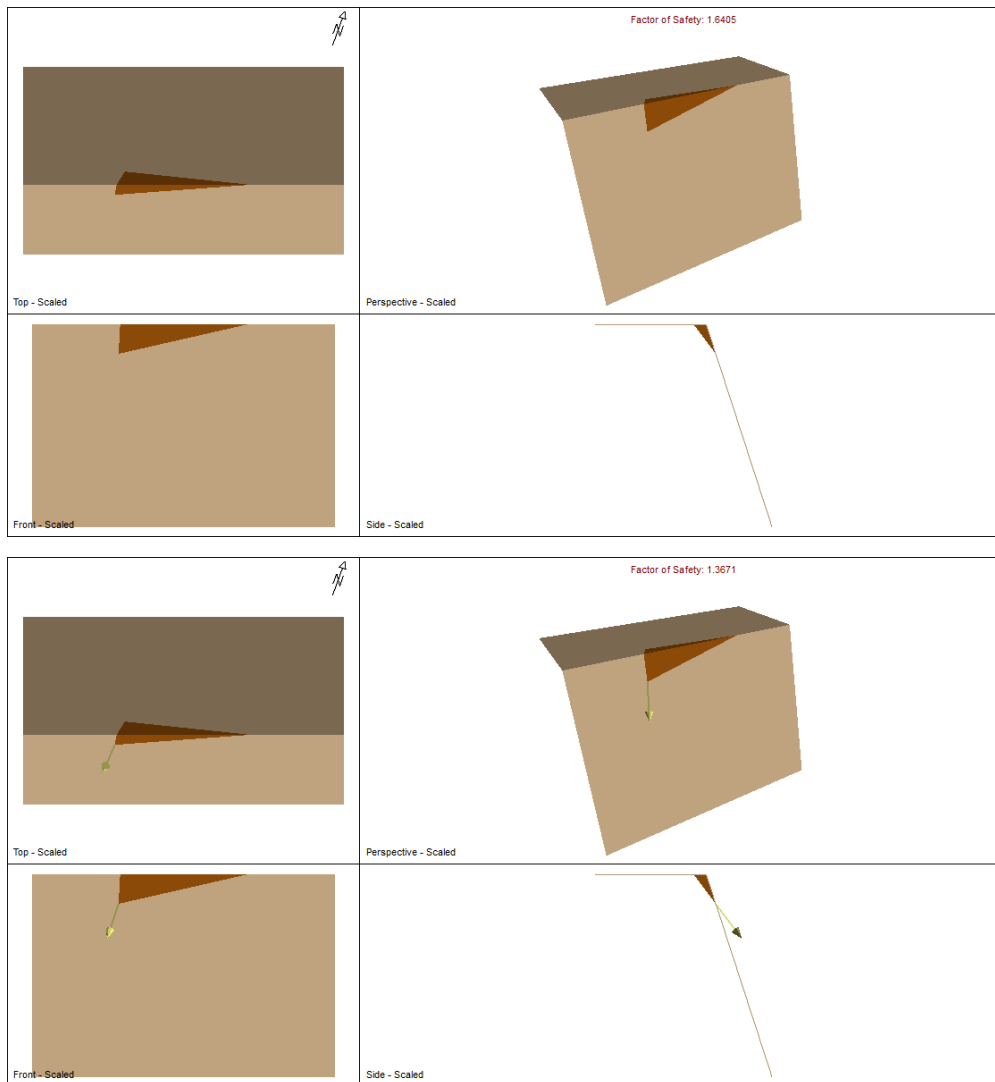 N
Factor of Safety: 1.6405
Top - Scaled
Perspective - Scaled
Front - Scaled
Side - Scaled
N
Factor of Safety: 1.3671
Top - Scaled
Perspective - Scaled
Front - Scaled
Side - Scaled